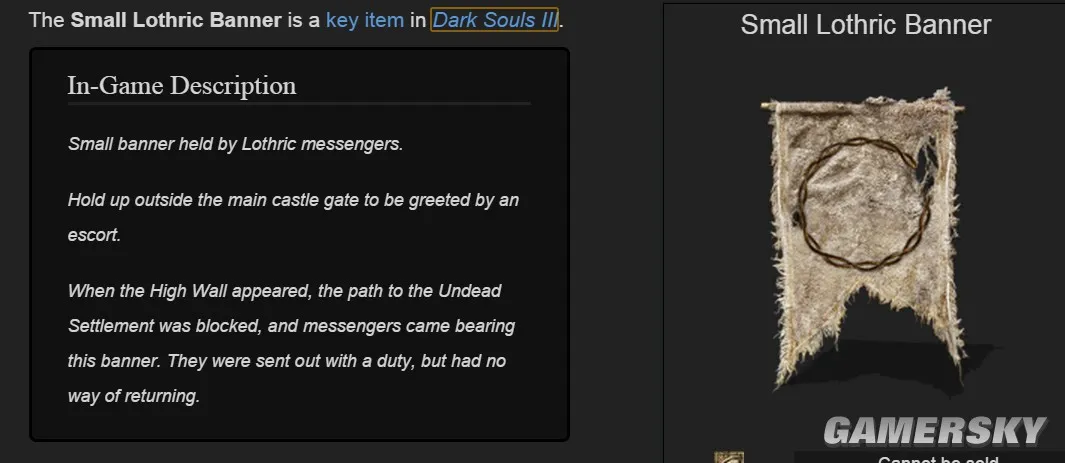 The Small Lothric Banner is a key item in Dark Souls III.
In-Game Description
Small banner held by Lothric messengers.
Hold up outside the main castle gate to be greeted by an
escort.
When the High Wall appeared, the path to the Undead
Settlement was blocked, and messengers came bearing
this banner. They were sent out with a duty, but had no
way of returning.
Small Lothric Banner
GAMERSKY
Cannot be sold